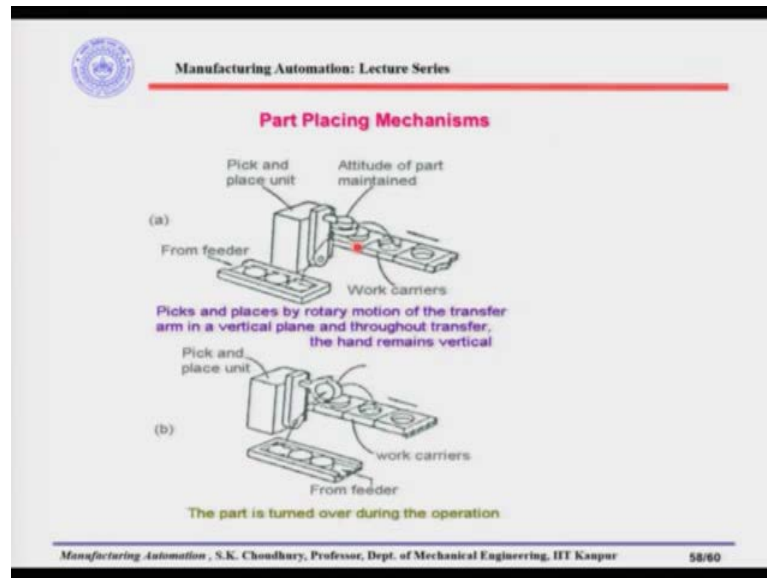 Manufacturing Automation: Lecture Series
Part Placing Mechanisms
Pick and
place unit
Attitude of part
maintained
(a)
From feeder
Work carriers
Picks and places by rotary motion of the transfer
arm in a vertical plane and throughout transfer,
the hand remains vertical
Pick and
place unit
(b)
work carriers
From feeder
The part is turned over during the operation
Manufacturing Automation , S.K. Choudhury, Professor, Dept. of Mechanical Engineering, IIT Kanpur
58/60